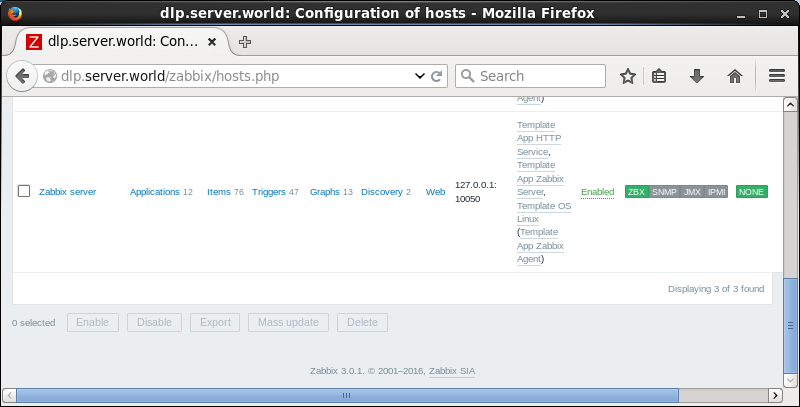 dlp.server.world: Configuration of hosts - Mozilla Firefox
Z dlp.server.world: Con...
dlp.server.world/zabbix/hosts.php
Search
Agent)
Zabbix server Applications 12 Items 76 Triggers 47 Graphs 13 Discovery 2 Web
127.0.0.1:
10050
Template
App HTTP
Service,
Template
App Zabbix
Server,
Template OS
Linux
(Template
App Zabbix
Agent)
Enabled ZBX SNMP JMX IPMI NONE
Displaying 3 of 3 found
0 selected Enable Disable Export Mass update Delete
Zabbix 3.0.1. © 2001–2016, Zabbix SIA